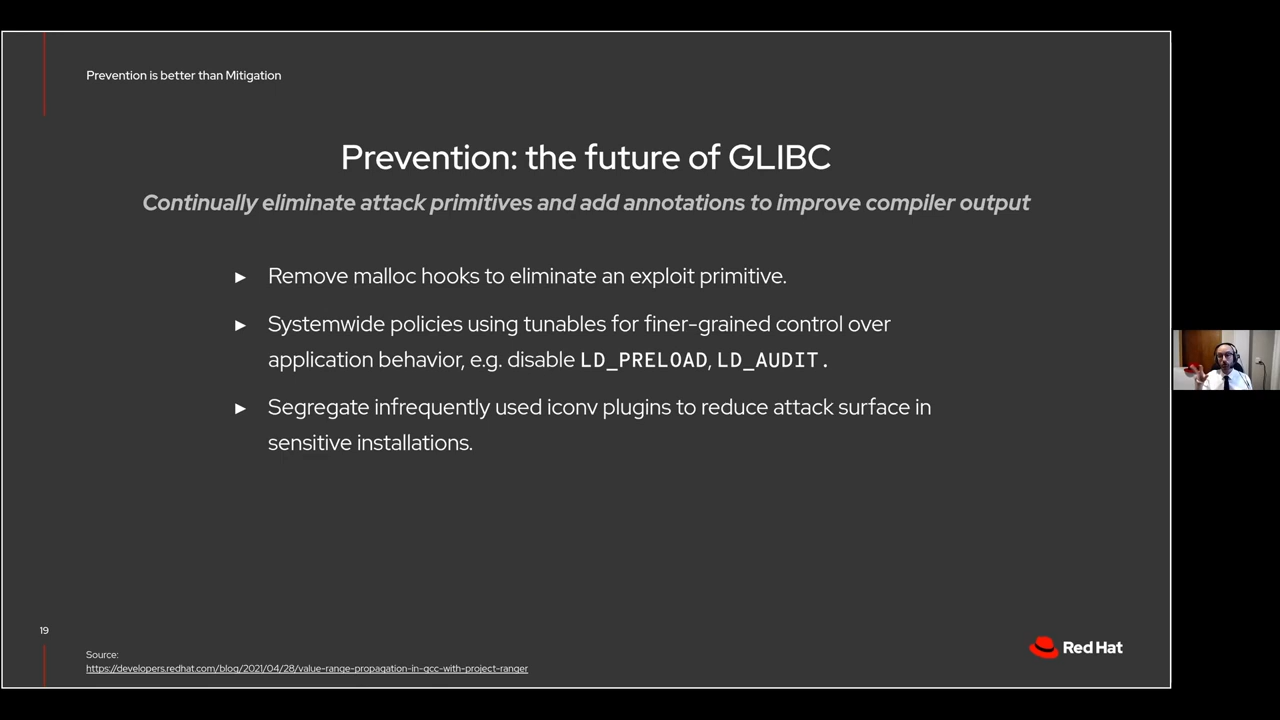 Prevention is better than Mitigation
Prevention: the future of GLIBC
Continually eliminate attack primitives and add annotations to improve compiler output
► Remove malloc hooks to eliminate an exploit primitive.
► Systemwide policies using tunables for finer-grained control over
application behavior, e.g. disable LD_PRELOAD, LD_AUDIT.
► Segregate infrequently used iconv plugins to reduce attack surface in
sensitive installations.
19
Source:
https://developers.redhat.com/blog/2021/04/28/value-range-propagation-in-gcc-with-project-ranger
Red Hat